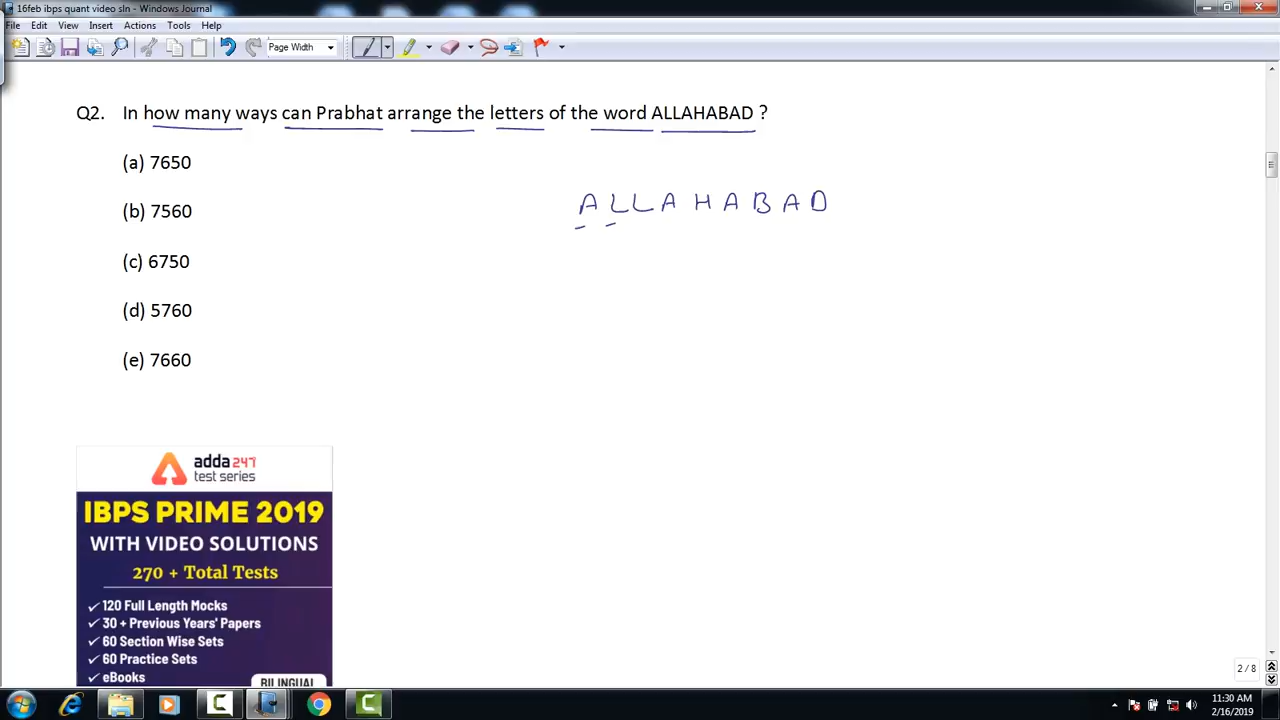 16feb ibps quant video sln - Windows Journal
File Edit View Insert Actions Tools Help
Page Width
Q2. In how many ways can Prabhat arrange the letters of the word ALLAHABAD ?
(a) 7650
A L L A H A B A D
(b) 7560
(c) 6750
(d) 5760
(e) 7660
adda247
test series
IBPS PRIME 2019
WITH VIDEO SOLUTIONS
270 + Total Tests
120 Full Length Mocks
30 + Previous Years' Papers
60 Section Wise Sets
60 Practice Sets
eBooks
BILINGUAL
2 / 8
11:30 AM
2/16/2019